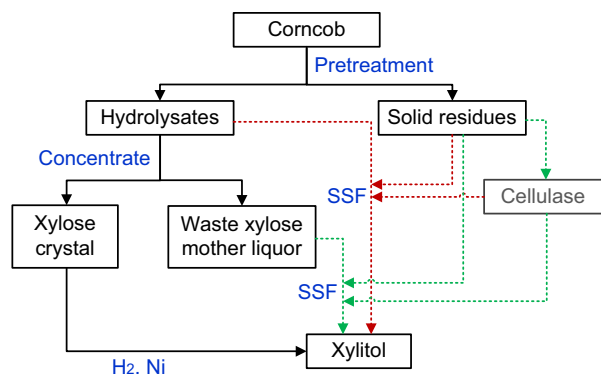 Corncob
Pretreatment
Hydrolysates
Solid residues
Concentrate
SSF
Cellulase
Xylose
crystal
Waste xylose
mother liquor
SSF
Xylitol
H2, Ni